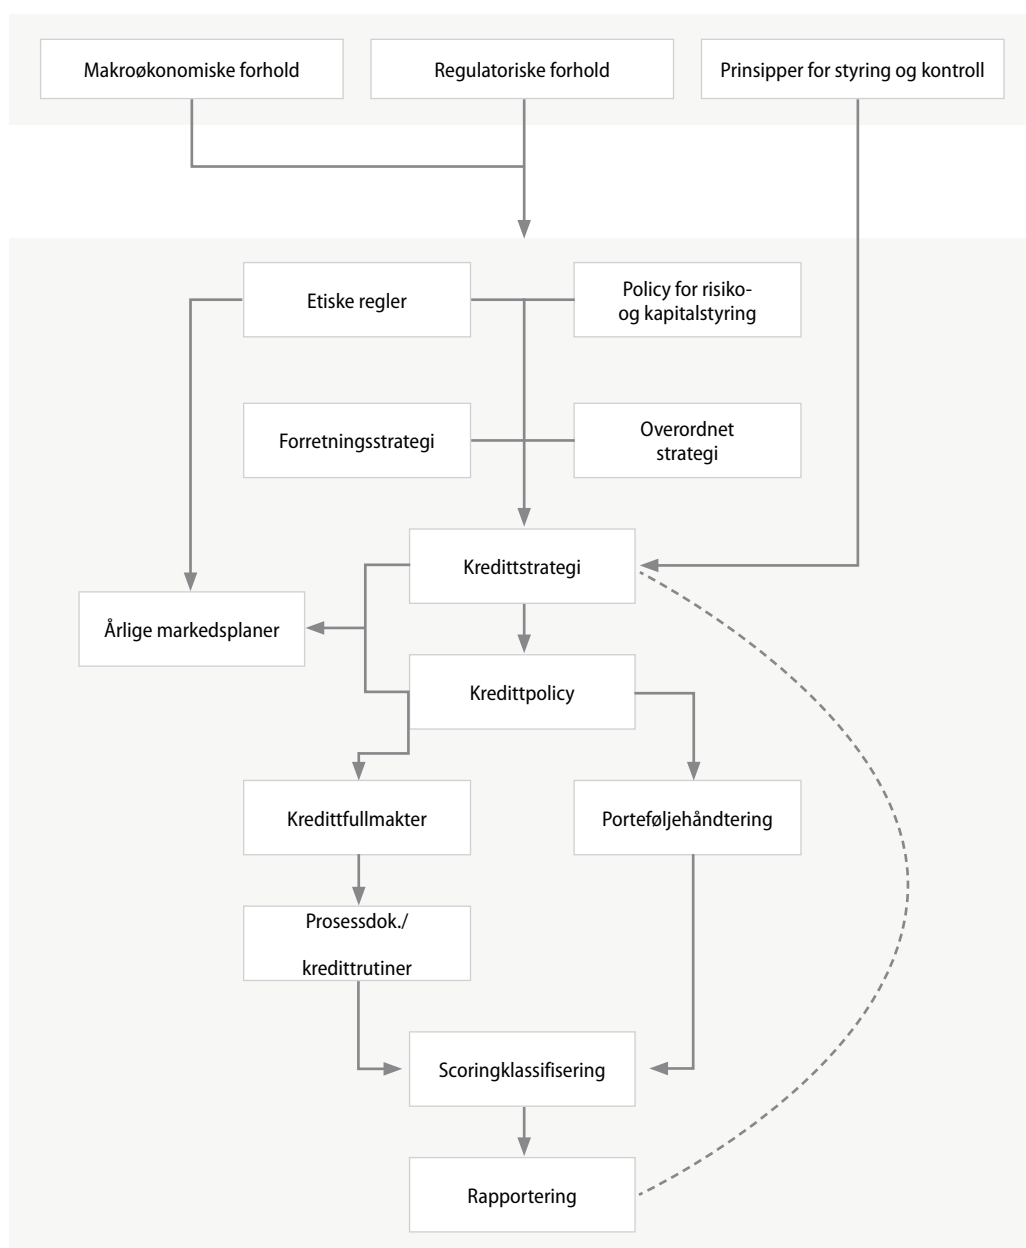 Makroøkonomiske forhold
Regulatoriske forhold
Prinsipper for styring og kontroll
Etiske regler
Policy for risiko-
og kapitalstyring
Forretningsstrategi
Overordnet
strategi
Kredittstrategi
Årlige markedsplaner
Kredittpolicy
Kredittfullmakter
Porteføljehåndtering
Prosessdok./
kredittrutiner
Scoringklassifisering
Rapportering